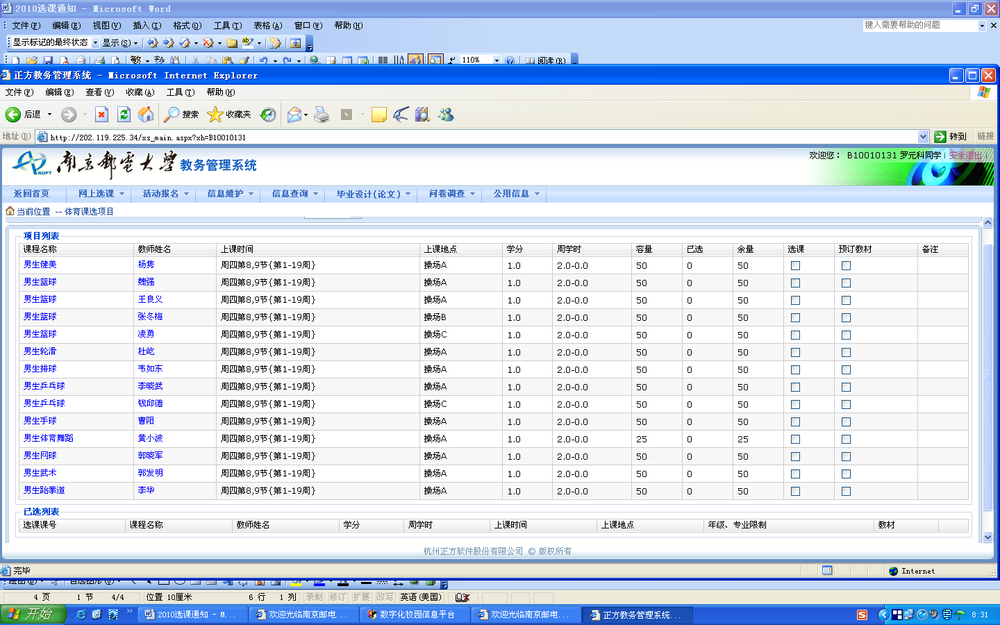 2010选课通知 - Microsoft Word
文件(F) 编辑(E) 视图(V) 插入(I) 格式(O) 工具(T) 表格(A) 窗口(W) 帮助(H) 键入需要帮助的问题
显示标记的最终状态 显示(S)
110% 阅读(R)
正方教务管理系统 - Microsoft Internet Explorer
文件(F) 编辑(E) 查看(V) 收藏(A) 工具(T) 帮助(H)
后退 搜索 收藏夹
地址(D) http://202.119.225.34/xs_main.aspx?xh=B10010131 转到 链接
NUPT 南京邮电大学 教务管理系统 欢迎您： B10010131 罗元科同学 安全退出
返回首页 网上选课 活动报名 信息维护 信息查询 毕业设计(论文) 问卷调查 公用信息
当前位置 -- 体育课选项目
项目列表
课程名称 教师姓名 上课时间 上课地点 学分 周学时 容量 已选 余量 选课 预订教材 备注
男生健美 杨隽 周四第8,9节{第1-19周} 操场A 1.0 2.0-0.0 50 0 50
男生篮球 魏强 周四第8,9节{第1-19周} 操场A 1.0 2.0-0.0 50 0 50
男生篮球 王良义 周四第8,9节{第1-19周} 操场A 1.0 2.0-0.0 50 0 50
男生篮球 张冬梅 周四第8,9节{第1-19周} 操场B 1.0 2.0-0.0 50 0 50
男生篮球 凌勇 周四第8,9节{第1-19周} 操场C 1.0 2.0-0.0 50 0 50
男生轮滑 杜屹 周四第8,9节{第1-19周} 操场A 1.0 2.0-0.0 50 0 50
男生排球 韦如东 周四第8,9节{第1-19周} 操场A 1.0 2.0-0.0 50 0 50
男生乒乓球 李晓武 周四第8,9节{第1-19周} 操场A 1.0 2.0-0.0 50 0 50
男生乒乓球 钱邱德 周四第8,9节{第1-19周} 操场C 1.0 2.0-0.0 50 0 50
男生手球 曹阳 周四第8,9节{第1-19周} 操场A 1.0 2.0-0.0 50 0 50
男生体育舞蹈 黄小波 周四第8,9节{第1-19周} 操场A 1.0 2.0-0.0 25 0 25
男生网球 郭晓军 周四第8,9节{第1-19周} 操场A 1.0 2.0-0.0 50 0 50
男生武术 郭发明 周四第8,9节{第1-19周} 操场A 1.0 2.0-0.0 50 0 50
男生跆拳道 李华 周四第8,9节{第1-19周} 操场A 1.0 2.0-0.0 50 0 50
已选列表
选课课号 课程名称 教师姓名 学分 周学时 上课时间 上课地点 年级、专业限制 教材
杭州正方软件股份有限公司 © 版权所有
完毕 Internet
4 页 1 节 4/4 位置 10厘米 6 行 1 列 录制 修订 扩展 改写 英语(美国)
开始 2010选课通知 - M... 欢迎光临南京邮电... 数字化校园信息平台 欢迎光临南京邮电... 正方教务管理系统... 8:31